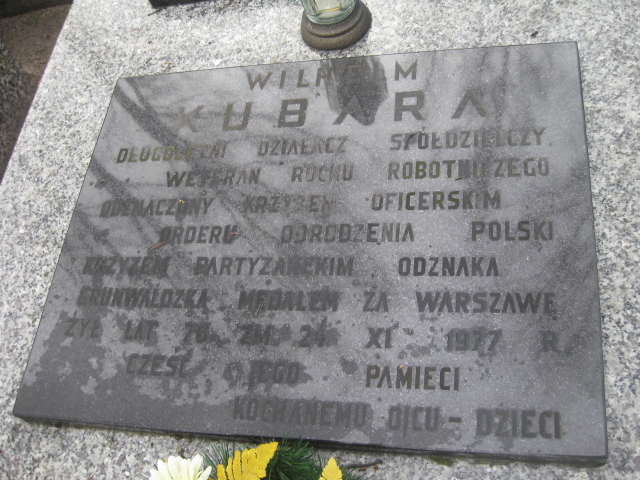 WILHELM
KUBARA
DŁUGOLETNI DZIAŁACZ SPÓŁDZIELCZY
WETERAN RUCHU ROBOTNICZEGO
ODZNACZONY KRZYŻEM OFICERSKIM
ORDERU ODRODZENIA POLSKI
KRZYŻEM PARTYZANCKIM ODZNAKA
GRUNWALDZKĄ MEDALEM ZA WARSZAWĘ
ŻYŁ LAT 70 ZM. 24 XI 1977 R
CZEŚĆ JEGO PAMIĘCI
KOCHANEMU OJCU - DZIECI